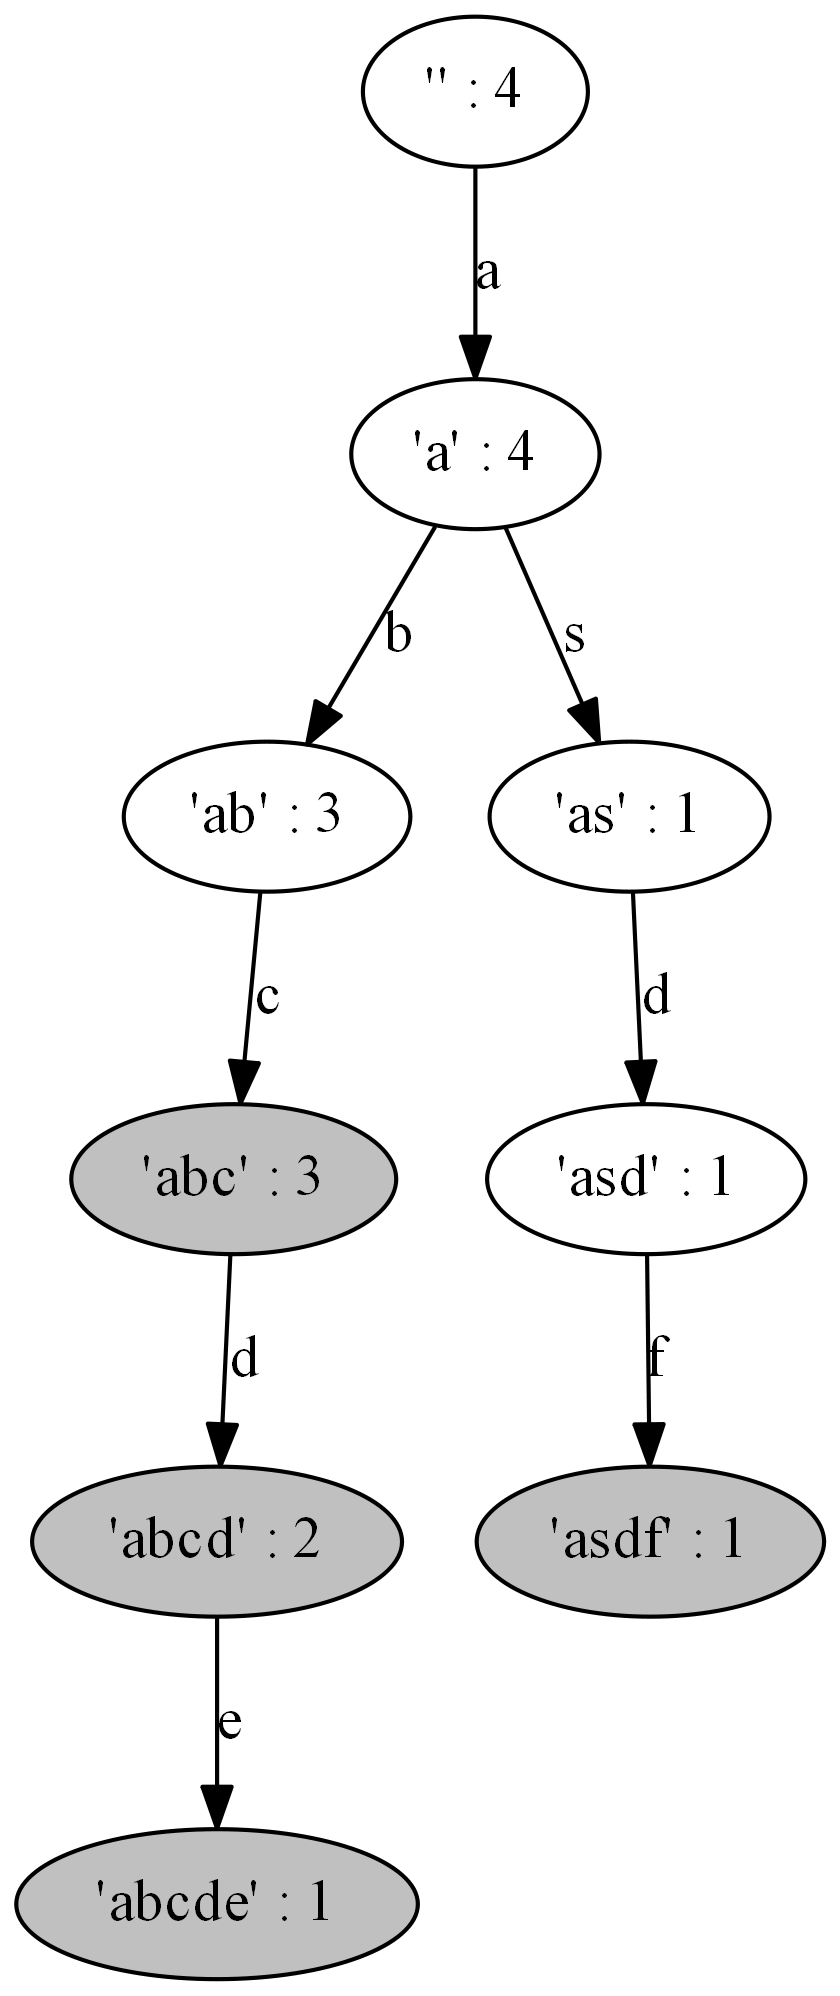 '' : 4
a
'a' : 4
b
s
'ab' : 3
'as' : 1
c
d
'abc' : 3
'asd' : 1
d
f
'abcd' : 2
'asdf' : 1
e
'abcde' : 1